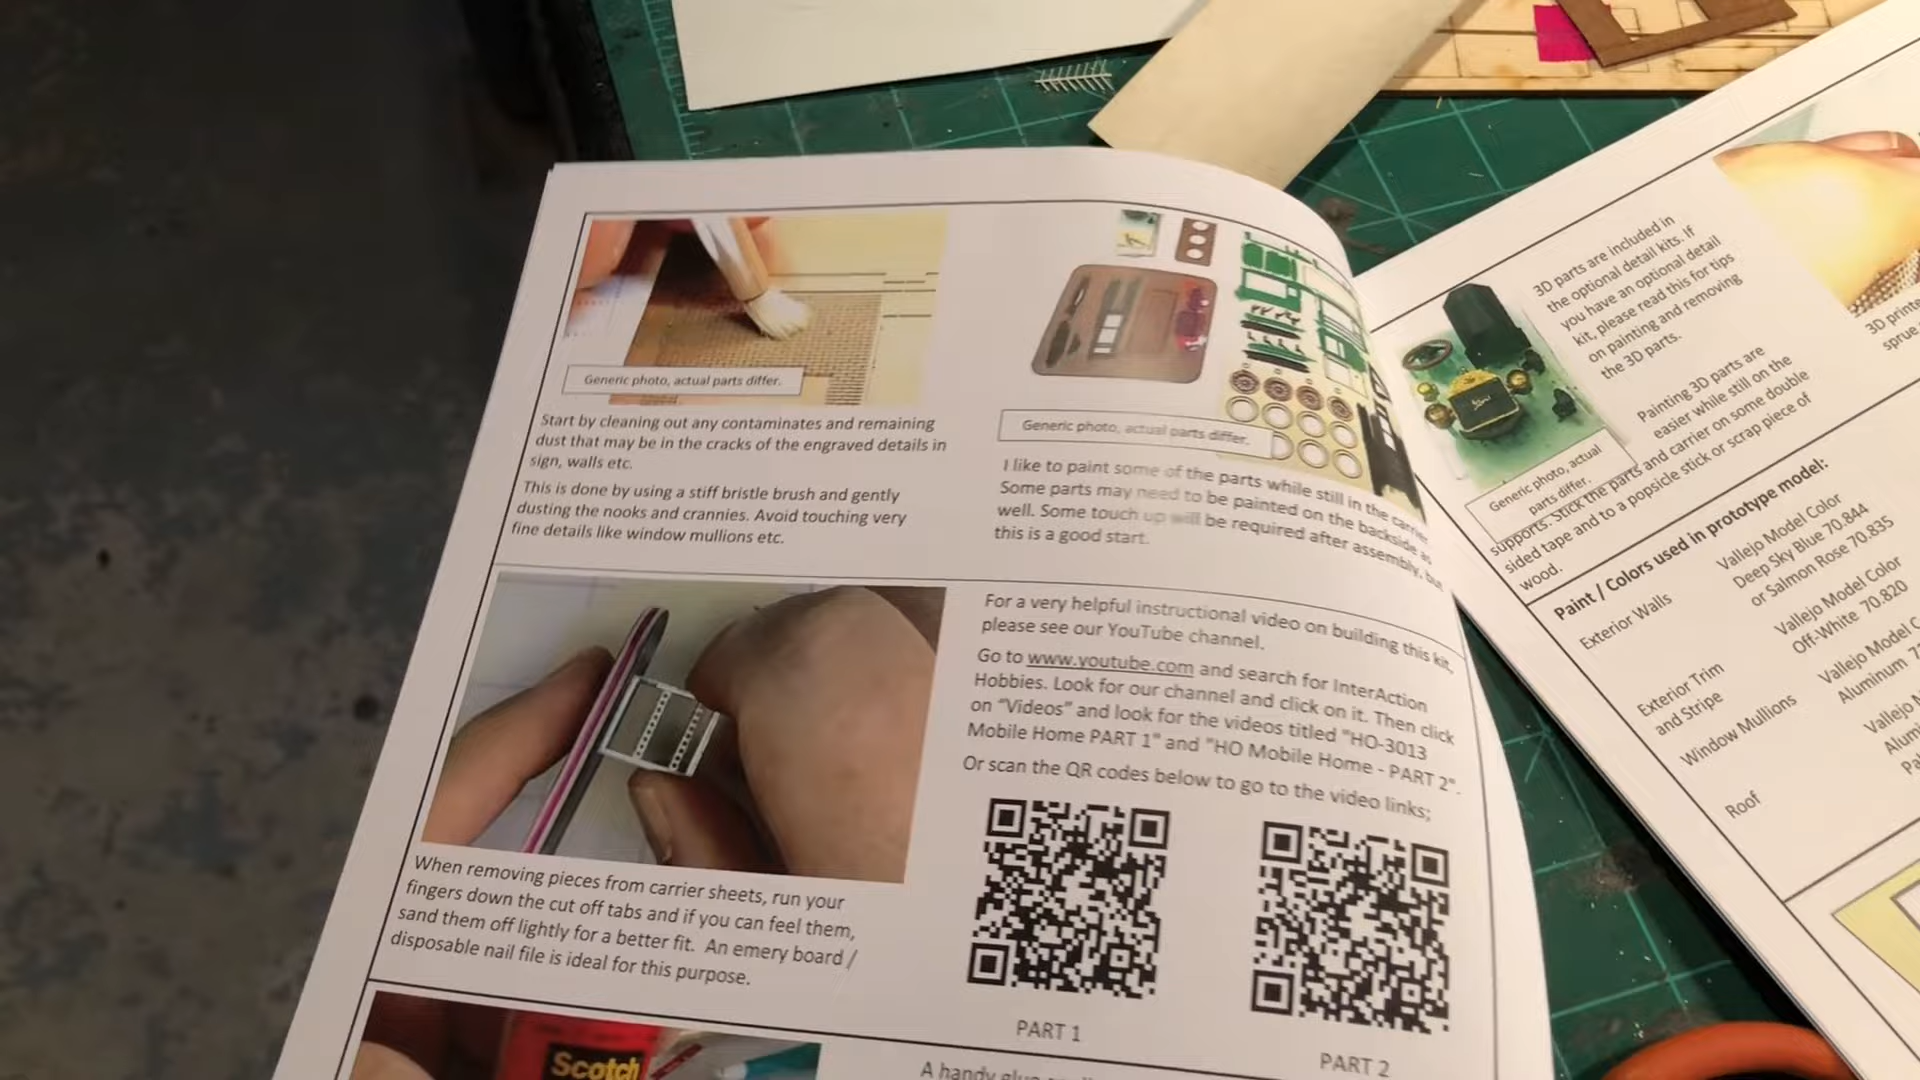 Generic photo, actual parts differ.
Start by cleaning out any contaminates and remaining
dust that may be in the cracks of the engraved details in
sign, walls etc.
This is done by using a stiff bristle brush and gently
dusting the nooks and crannies. Avoid touching very
fine details like window mullions etc.
Generic photo, actual parts differ.
I like to paint some of the parts while still in the carrier
Some parts may need to be painted on the backside as
well. Some touch up will be required after assembly, but
this is a good start.
When removing pieces from carrier sheets, run your
fingers down the cut off tabs and if you can feel them,
sand them off lightly for a better fit. An emery board /
disposable nail file is ideal for this purpose.
For a very helpful instructional video on building this kit,
please see our YouTube channel.
Go to www.youtube.com and search for InterAction
Hobbies. Look for our channel and click on it. Then click
on "Videos" and look for the videos titled "HO-3013
Mobile Home PART 1" and "HO Mobile Home - PART 2".
Or scan the QR codes below to go to the video links;
PART 1
PART 2
Scotch
A handy glue
3D parts are included in
the optional detail kits. If
you have an optional detail
kit, please read this for tips
on painting and removing
the 3D parts.
Painting 3D parts are
easier while still on the
Generic photo, actual
parts differ.
supports. Stick the parts and carrier on some double
sided tape and to a popsicle stick or scrap piece of
wood.
3D printe
sprue
Paint / Colors used in prototype model:
Exterior Walls
Vallejo Model Color
Deep Sky Blue 70.844
or Salmon Rose 70.835
Exterior Trim
and Stripe
Vallejo Model Color
Off-White 70.820
Window Mullions
Vallejo Model C
Aluminum
Roof
Vallejo
Alum